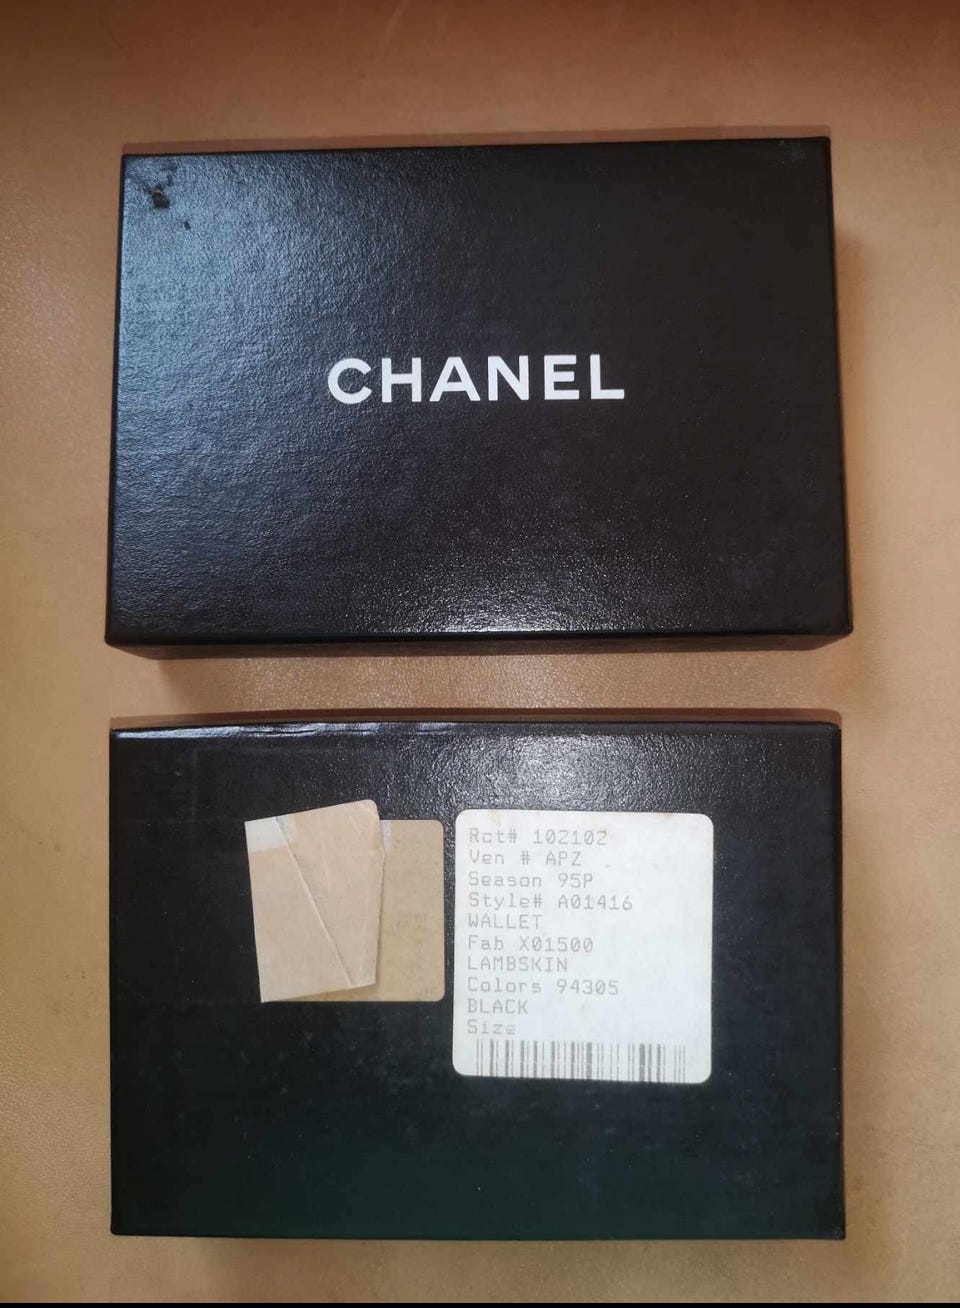 CHANEL
Rct# 102102
Ven # APZ
Season 95P
Style# A01416
WALLET
Fab X01500
LAMBSKIN
Colors 94305
BLACK
Size